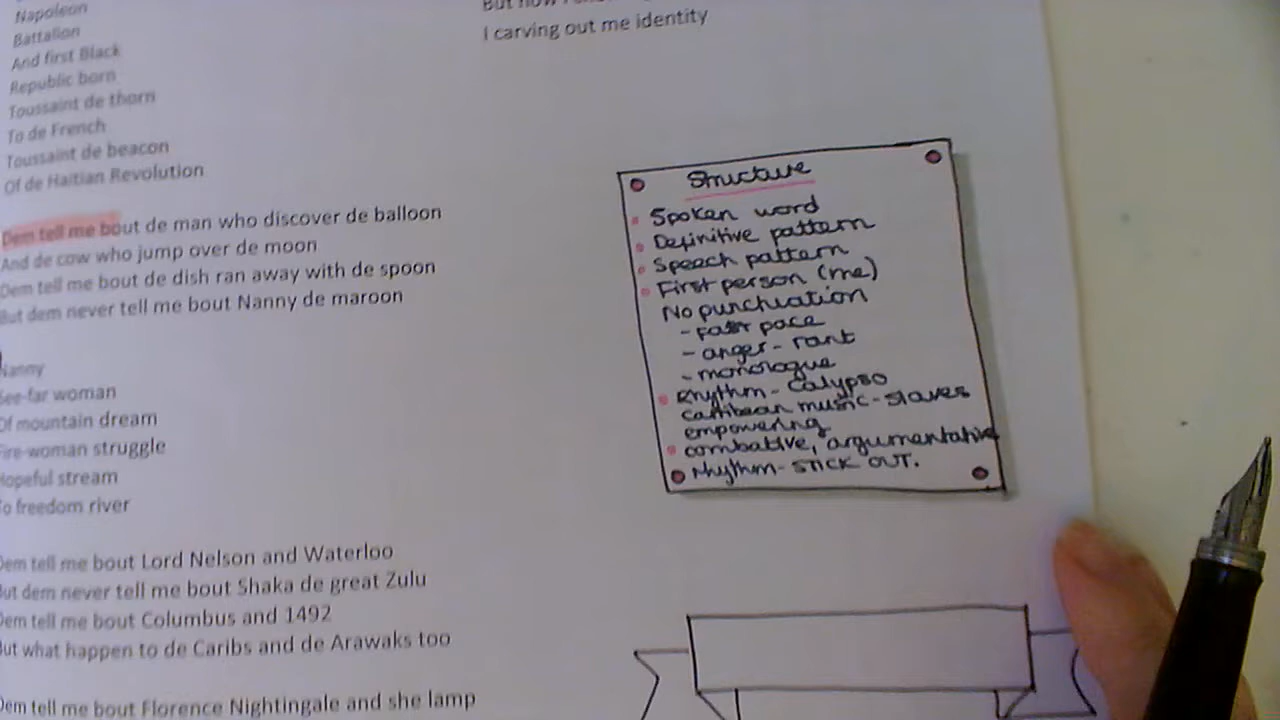 Napoleon
Battalion
And first Black
Republic born
Toussaint de thorn
To de French
Toussaint de beacon
Of de Haitian Revolution
Dem tell me bout de man who discover de balloon
And de cow who jump over de moon
Dem tell me bout de dish ran away with de spoon
But dem never tell me bout Nanny de maroon
Nanny
See-far woman
Of mountain dream
Fire-woman struggle
Hopeful stream
To freedom river
Dem tell me bout Lord Nelson and Waterloo
But dem never tell me bout Shaka de great Zulu
Dem tell me bout Columbus and 1492
But what happen to de Caribs and de Arawaks too
Dem tell me bout Florence Nightingale and she lamp
But now I
I carving out me identity
Structure
Spoken word
Definitive pattern
Speech pattern
First person (me)
No punctuation
- fast pace
- anger - rant
- monologue
Rhythm - Calypso
Carribean music - slaves
empowering
combative, argumentative
rhythm - STICK OUT.